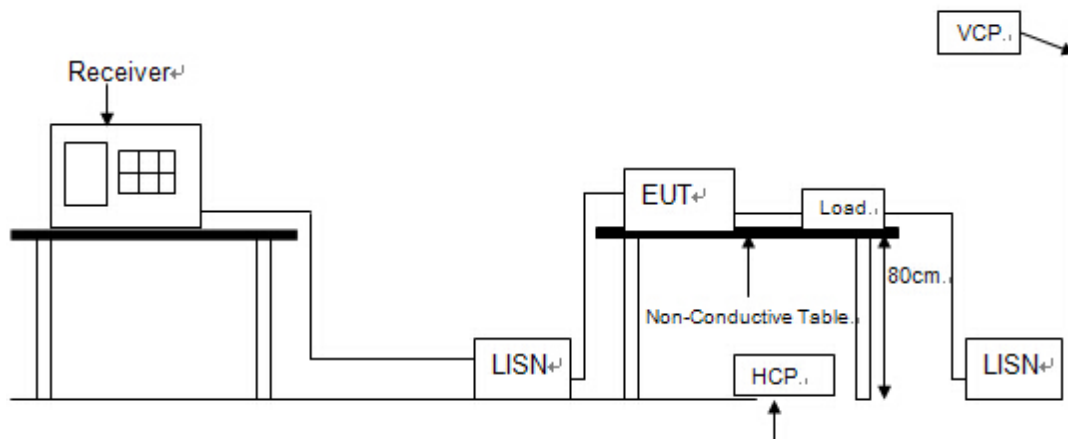 VCP.
Receiver
EUT
Load.
80cm.
Non-Conductive Table.
LISN
HCP.
LISN